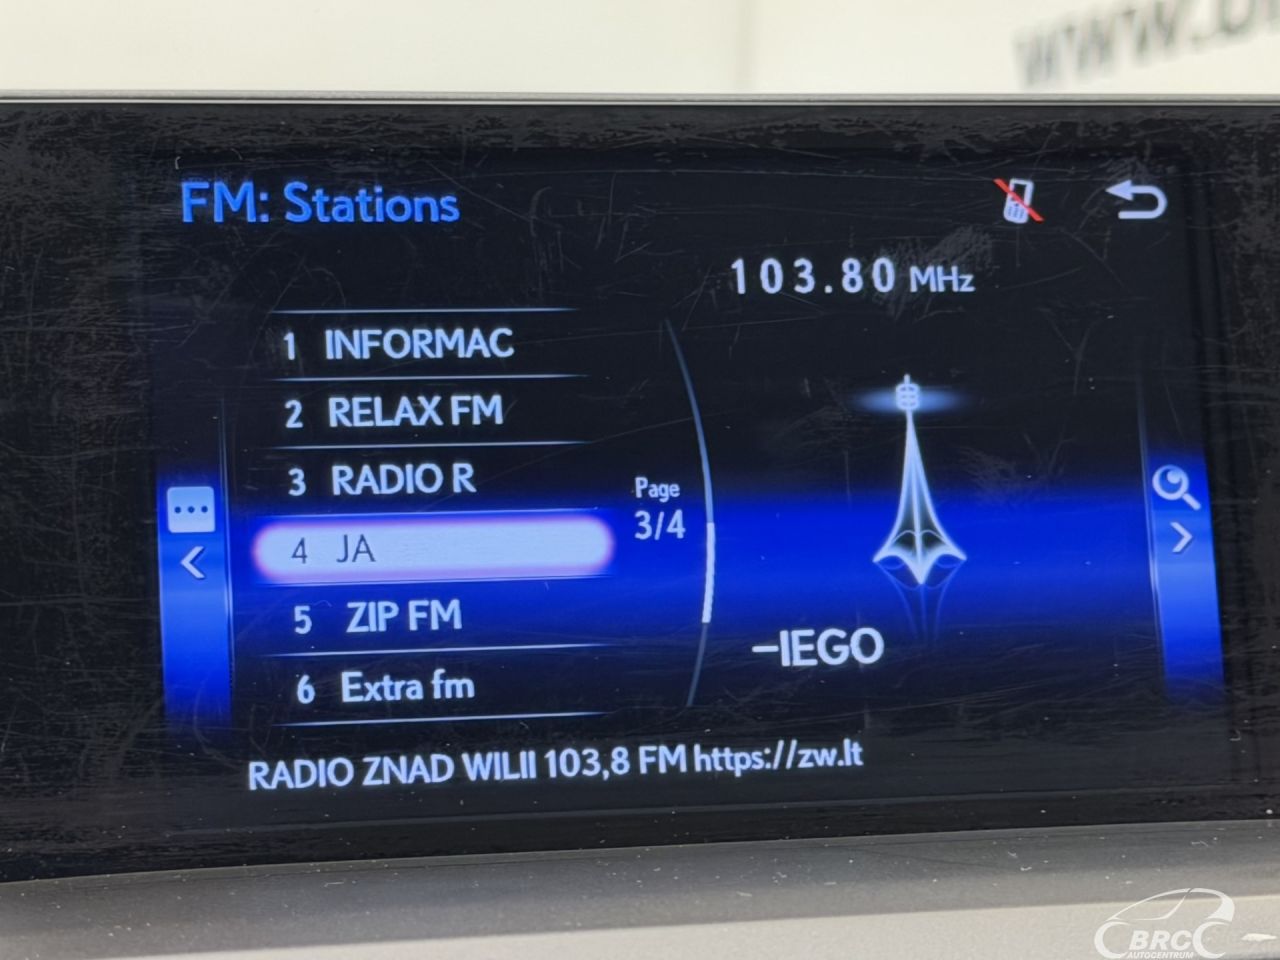 WWW.
FM: Stations
103.80 MHz
1 INFORMAC
2 RELAX FM
3 RADIO R
4 JA
5 ZIP FM
6 Extra fm
Page
3/4
–IEGO
RADIO ZNAD WILII 103,8 FM https://zw.lt
BRC
AUTOCENTRUM